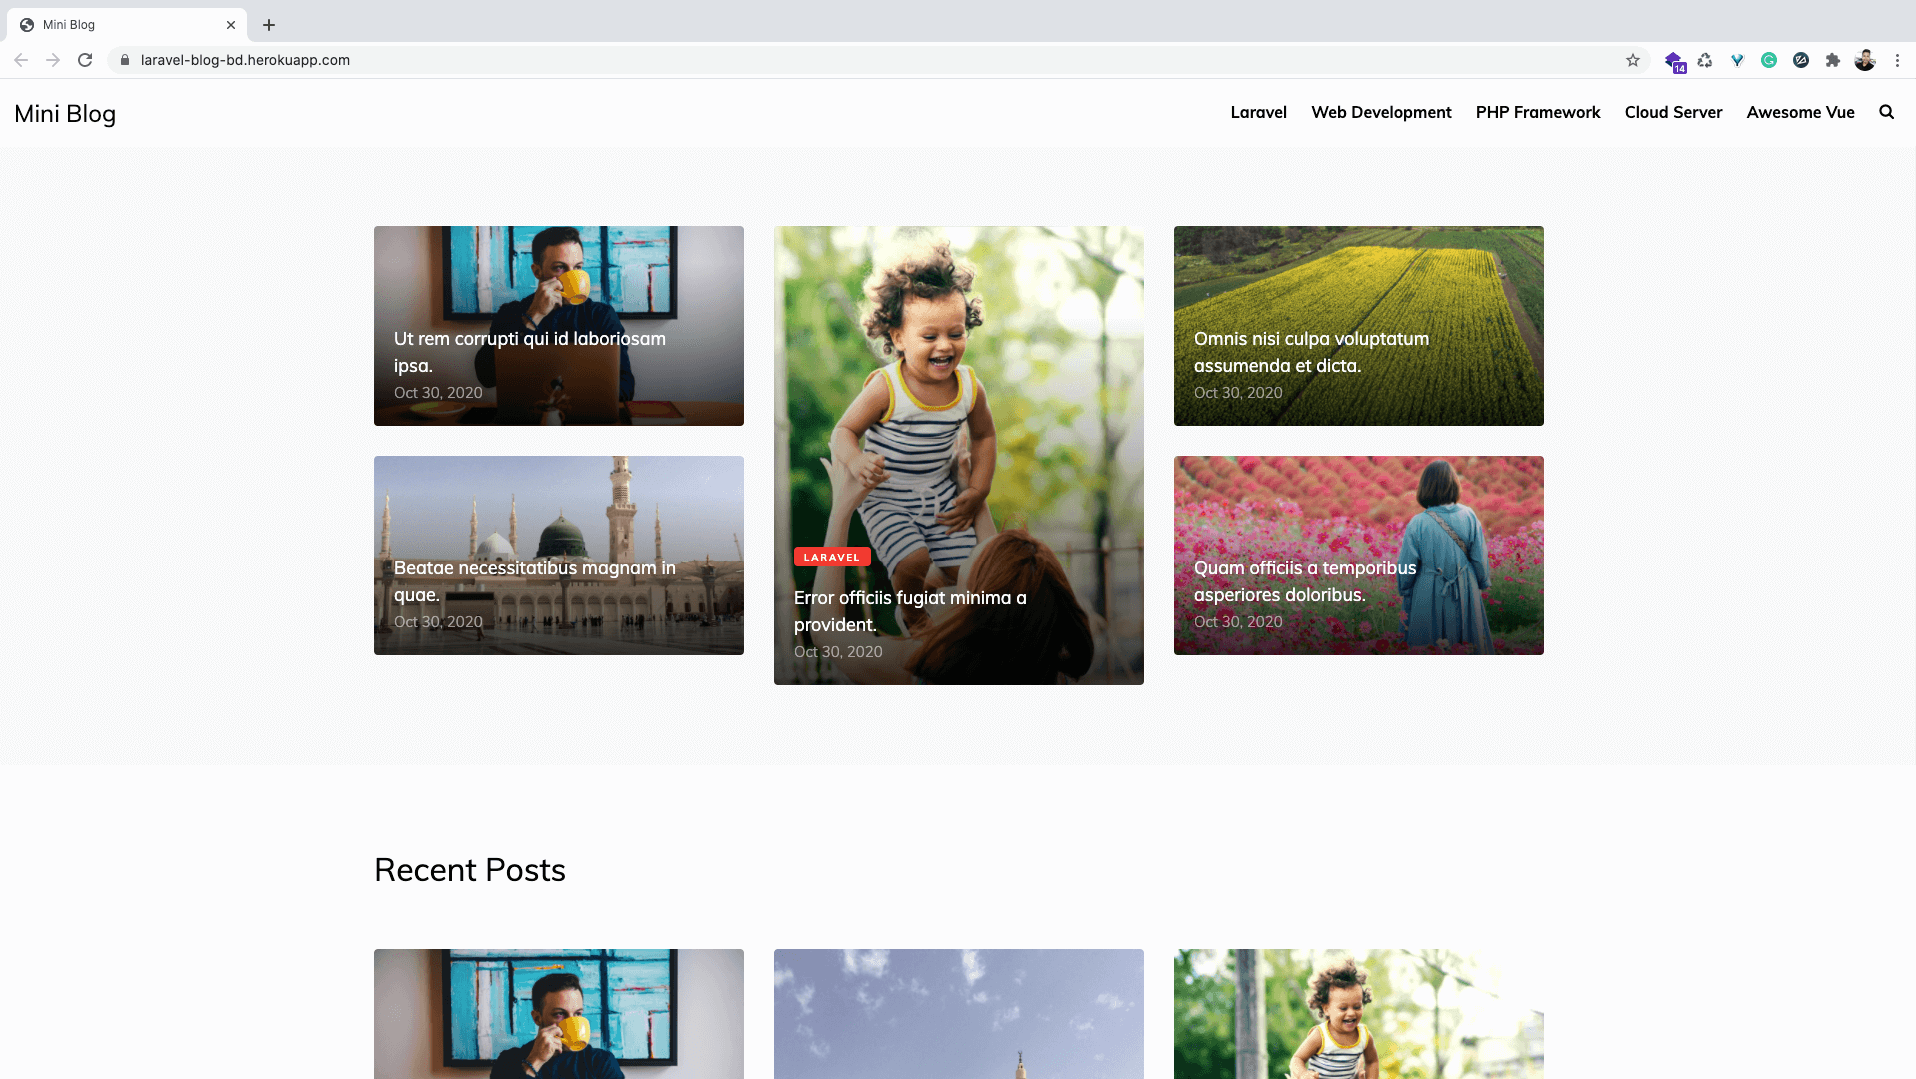 Mini Blog
laravel-blog-bd.herokuapp.com
14
Mini Blog
Laravel Web Development PHP Framework Cloud Server Awesome Vue
Ut rem corrupti qui id laboriosam
ipsa.
Oct 30, 2020
Beatae necessitatibus magnam in
quae.
Oct 30, 2020
LARAVEL
Error officiis fugiat minima a
provident.
Oct 30, 2020
Omnis nisi culpa voluptatum
assumenda et dicta.
Oct 30, 2020
Quam officiis a temporibus
asperiores doloribus.
Oct 30, 2020
Recent Posts